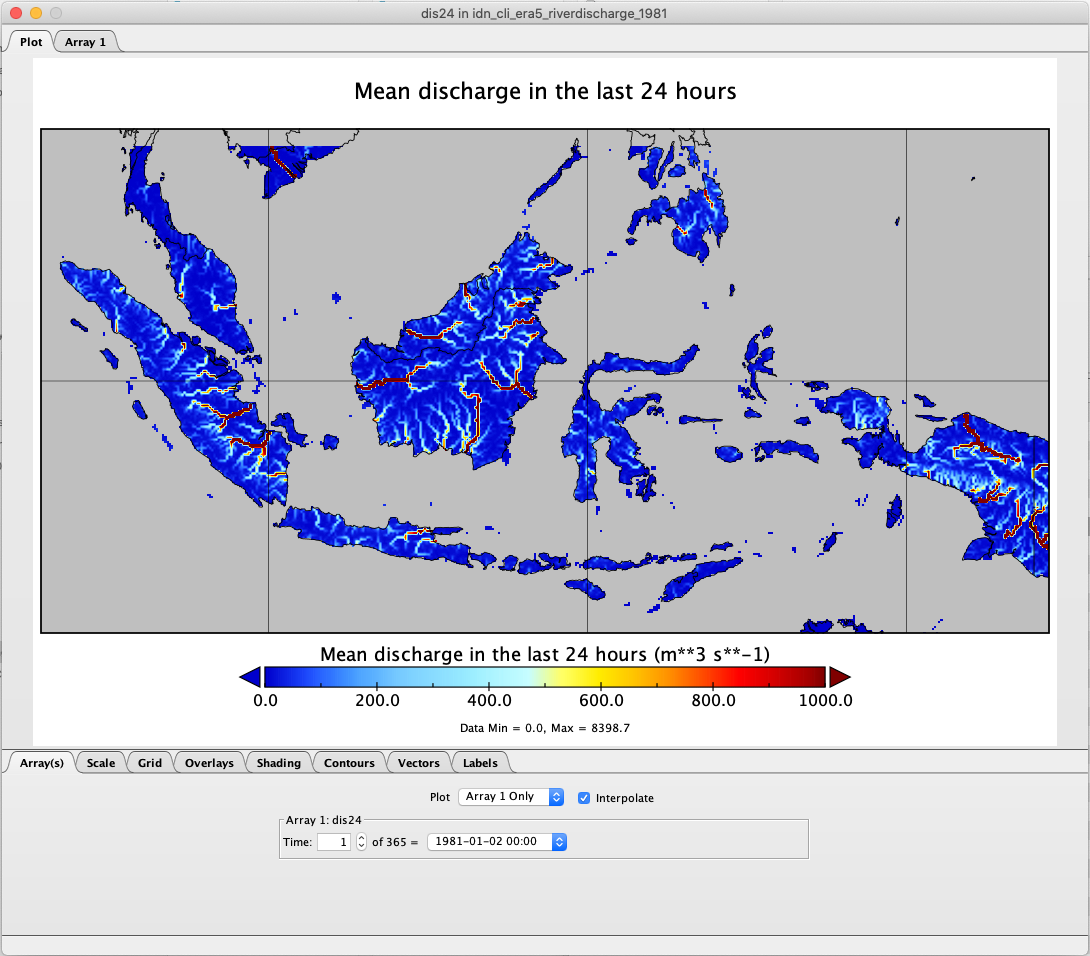 dis24 in idn_cli_era5_riverdischarge_1981
Plot Array 1
Mean discharge in the last 24 hours
Mean discharge in the last 24 hours (m**3 s**-1)
0.0 200.0 400.0 600.0 800.0 1000.0
Data Min = 0.0, Max = 8398.7
Array(s) Scale Grid Overlays Shading Contours Vectors Labels
Plot Array 1 Only Interpolate
Array 1: dis24
Time: 1 of 365 = 1981-01-02 00:00